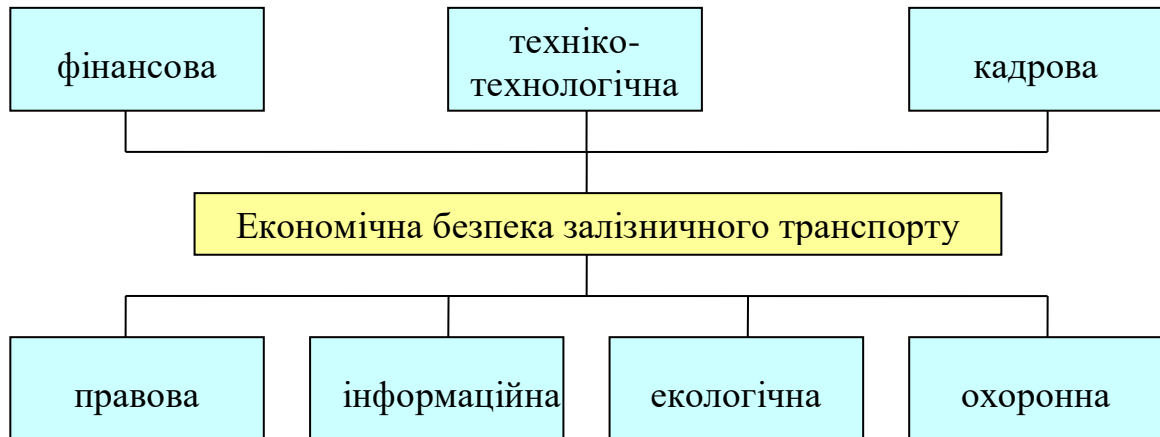 фінансова
техніко-
технологічна
кадрова
Економічна безпека залізничного транспорту
правова
інформаційна
екологічна
охоронна